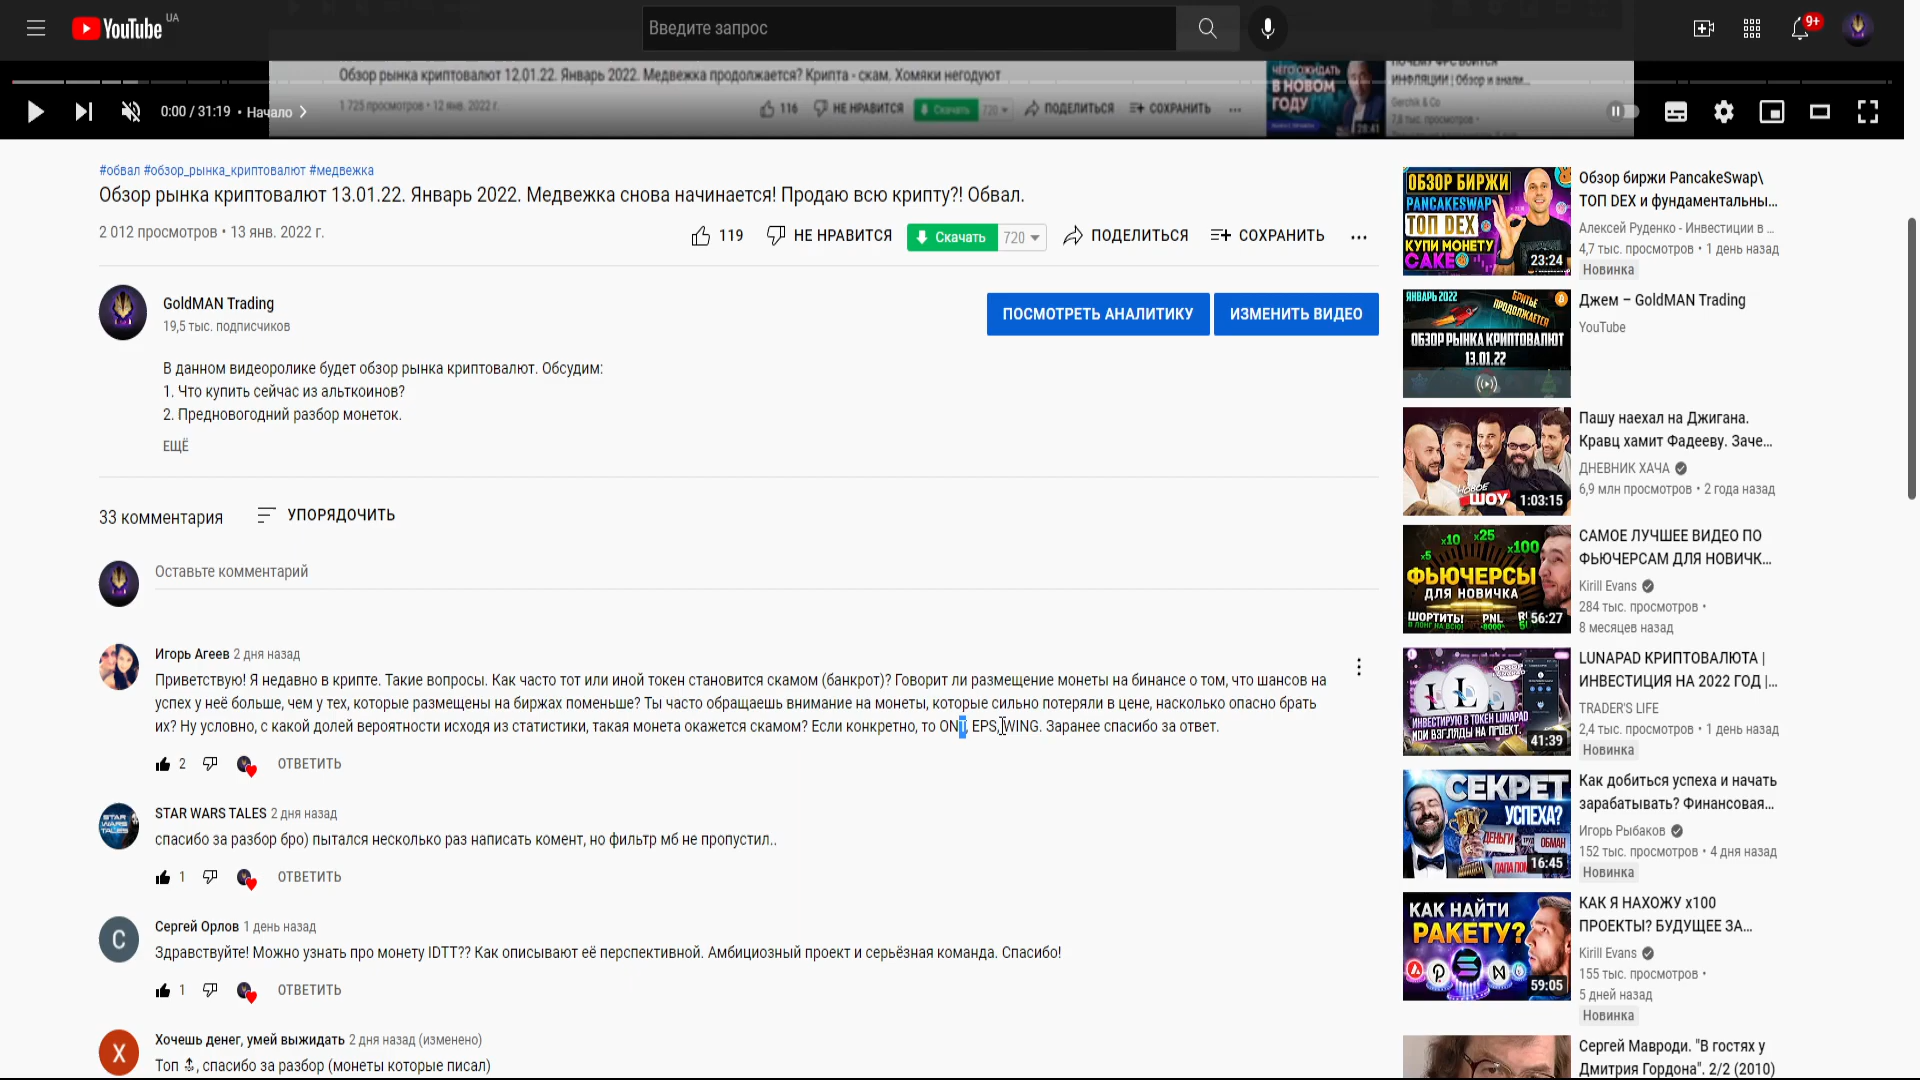 YouTube UA
Введите запрос
9+
Обзор рынка криптовалют 12.01.22. Январь 2022. Медвежка продолжается? Крипта - скам. Хомяки негодуют
1 725 просмотров • 12 янв. 2022 г.
116 НЕ НРАВИТСЯ Скачать 720 ПОДЕЛИТЬСЯ СОХРАНИТЬ
В НОВОМ
ГОДУ
ИНФЛЯЦИИ | Обзор и анали...
Gerchik & Co
0:00 / 31:19 • Начало
#обвал #обзор_рынка_криптовалют #медвежка
Обзор рынка криптовалют 13.01.22. Январь 2022. Медвежка снова начинается! Продаю всю крипту?! Обвал.
2 012 просмотров • 13 янв. 2022 г.
119 НЕ НРАВИТСЯ Скачать 720 ПОДЕЛИТЬСЯ СОХРАНИТЬ
GoldMAN Trading
19,5 тыс. подписчиков
ПОСМОТРЕТЬ АНАЛИТИКУ ИЗМЕНИТЬ ВИДЕО
В данном видеоролике будет обзор рынка криптовалют. Обсудим:
1. Что купить сейчас из альткоинов?
2. Предновогодний разбор монеток.
ЕЩЁ
33 комментария УПОРЯДОЧИТЬ
Оставьте комментарий
Игорь Агеев 2 дня назад
Приветствую! Я недавно в крипте. Такие вопросы. Как часто тот или иной токен становится скамом (банкрот)? Говорит ли размещение монеты на бинансе о том, что шансов на
успех у неё больше, чем у тех, которые размещены на биржах поменьше? Ты часто обращаешь внимание на монеты, которые сильно потеряли в цене, насколько опасно брать
их? Ну условно, с какой долей вероятности исходя из статистики, такая монета окажется скамом? Если конкретно, то ONT, EPS, WING. Заранее спасибо за ответ.
2 ОТВЕТИТЬ
STAR WARS TALES
STAR WARS TALES 2 дня назад
спасибо за разбор бро) пытался несколько раз написать комент, но фильтр мб не пропустил..
1 ОТВЕТИТЬ
С
Сергей Орлов 1 день назад
Здравствуйте! Можно узнать про монету IDTT?? Как описывают её перспективной. Амбициозный проект и серьёзная команда. Спасибо!
1 ОТВЕТИТЬ
Х
Хочешь денег, умей выжидать 2 дня назад (изменено)
Топ, спасибо за разбор (монеты которые писал)
ОБЗОР БИРЖИ
PANCAKESWAP
ТОП DEX
КУПИ МОНЕТУ
CAKE
23:24
Обзор биржи PancakeSwap\
ТОП DEX и фундаментальны...
Алексей Руденко - Инвестиции в ...
4,7 тыс. просмотров • 1 день назад
Новинка
ЯНВАРЬ 2022
БРИТЬЕ
ПРОДОЛЖАЕТСЯ
ОБЗОР РЫНКА КРИПТОВАЛЮТ
13.01.22
Джем – GoldMAN Trading
YouTube
НОВОЕ
ШОУ
1:03:15
Пашу наехал на Джигана.
Кравц хамит Фадееву. Заче...
ДНЕВНИК ХАЧА
6,9 млн просмотров • 2 года назад
x5 x10 x25 x100
ФЬЮЧЕРСЫ
ДЛЯ НОВИЧКА
ШОРТИТЬ!
PNL
56:27
САМОЕ ЛУЧШЕЕ ВИДЕО ПО
ФЬЮЧЕРСАМ ДЛЯ НОВИЧК...
Kirill Evans
284 тыс. просмотров •
8 месяцев назад
ИНВЕСТИРУЮ В ТОКЕН LUNAPAD
МОИ ВЗГЛЯДЫ НА ПРОЕКТ.
41:39
LUNAPAD КРИПТОВАЛЮТА |
ИНВЕСТИЦИЯ НА 2022 ГОД |...
TRADER'S LIFE
2,4 тыс. просмотров • 1 день назад
Новинка
СЕКРЕТ
УСПЕХА?
ДЕНЬГИ
ОБМАН
16:45
Как добиться успеха и начать
зарабатывать? Финансовая...
Игорь Рыбаков
152 тыс. просмотров • 4 дня назад
Новинка
КАК НАЙТИ
РАКЕТУ?
59:05
КАК Я НАХОЖУ х100
ПРОЕКТЫ? БУДУЩЕЕ ЗА...
Kirill Evans
155 тыс. просмотров •
5 дней назад
Новинка
Сергей Мавроди. "В гостях у
Дмитрия Гордона". 2/2 (2010)